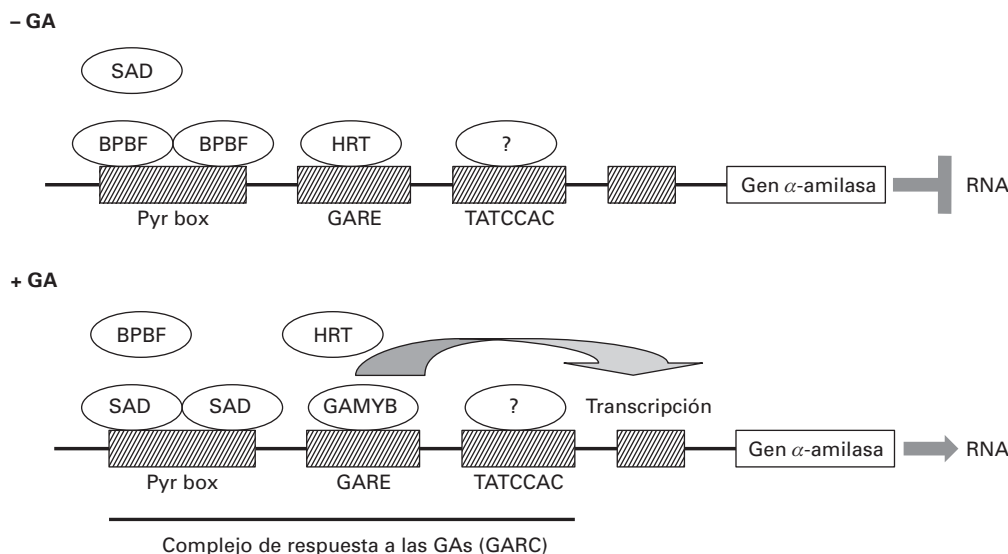 – GA
SAD
BPBF BPBF HRT ?
Gen α-amilasa RNA
Pyr box GARE TATCCAC
+ GA
BPBF HRT
SAD SAD GAMYB ? Transcripción
Gen α-amilasa RNA
Pyr box GARE TATCCAC
Complejo de respuesta a las GAs (GARC)